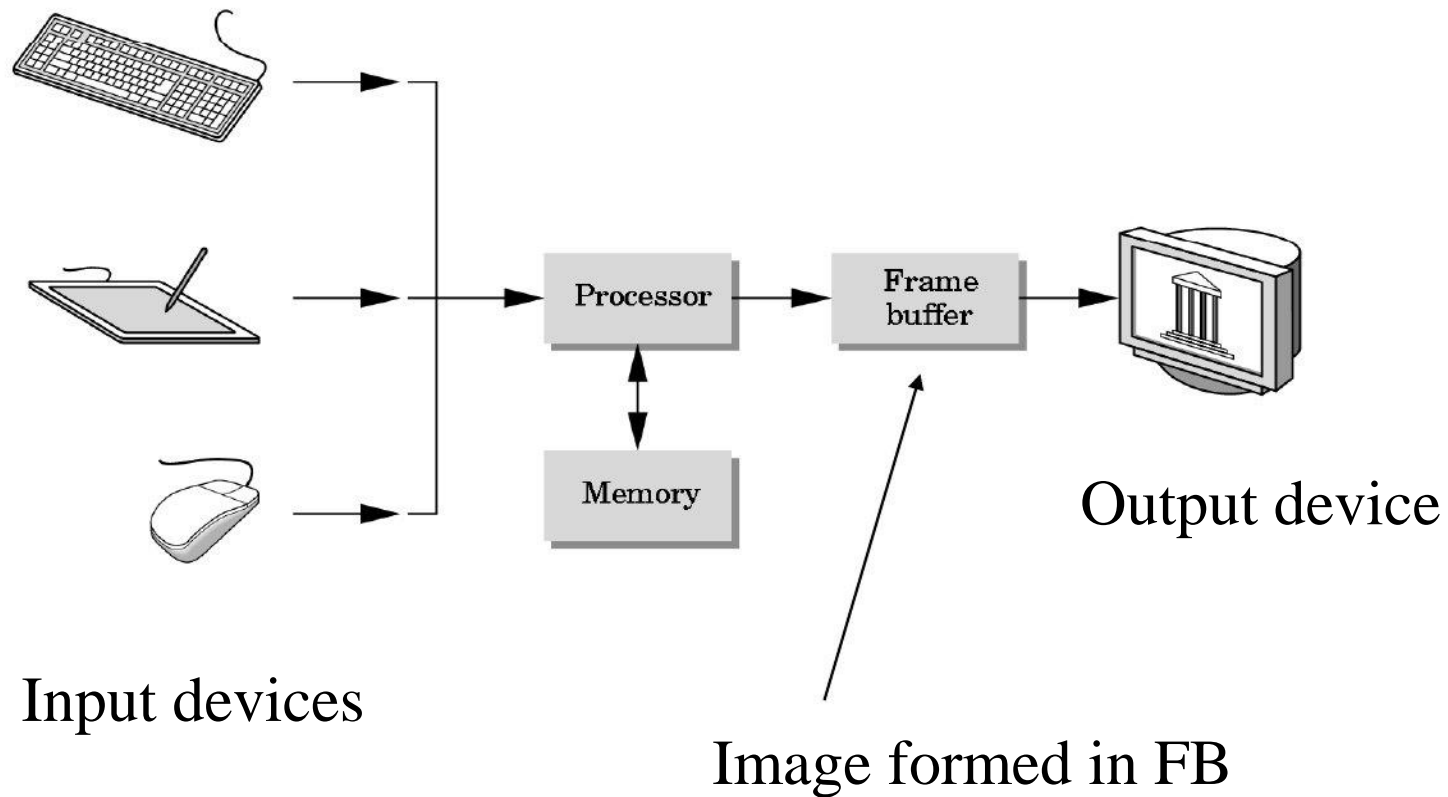 Processor
Frame
buffer
Memory
Output device
Input devices
Image formed in FB